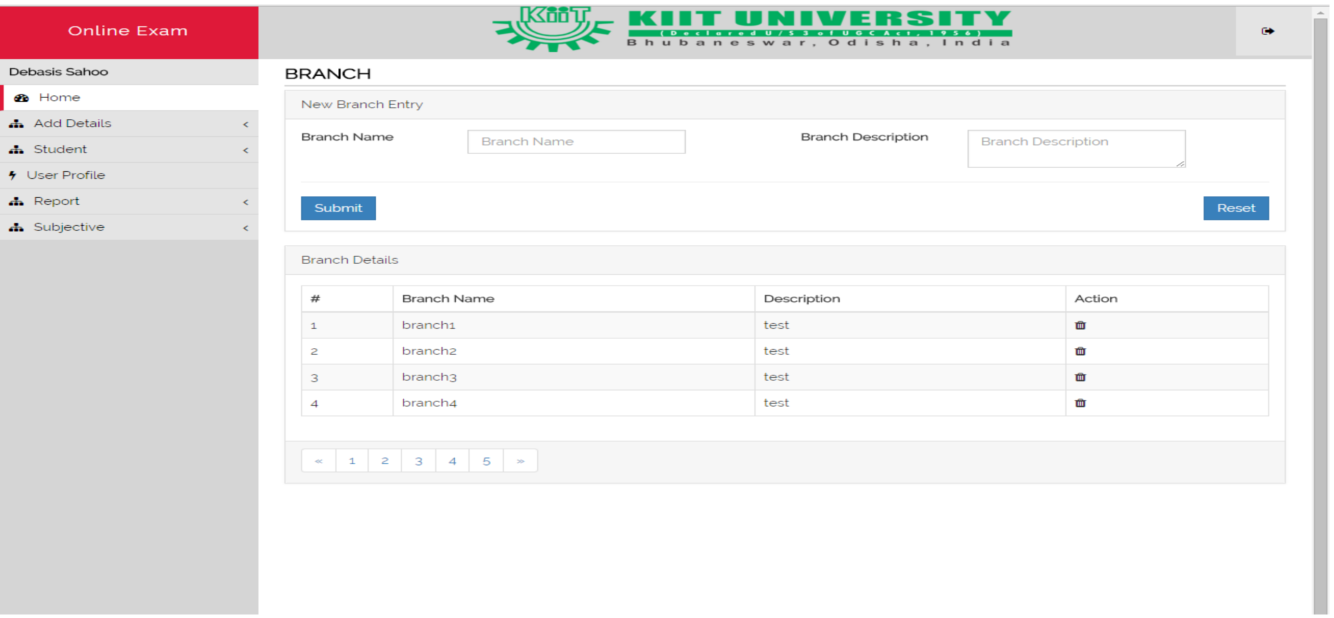 Online Exam
KIIT
KIIT UNIVERSITY
(Declared U/S 3 of UGC Act, 1956)
Bhubaneswar, Odisha, India
Debasis Sahoo
Home
Add Details <
Student <
User Profile
Report <
Subjective <
BRANCH
New Branch Entry
Branch Name Branch Name Branch Description Branch Description
Submit Reset
Branch Details
# Branch Name Description Action
1 branch1 test
2 branch2 test
3 branch3 test
4 branch4 test
« 1 2 3 4 5 »